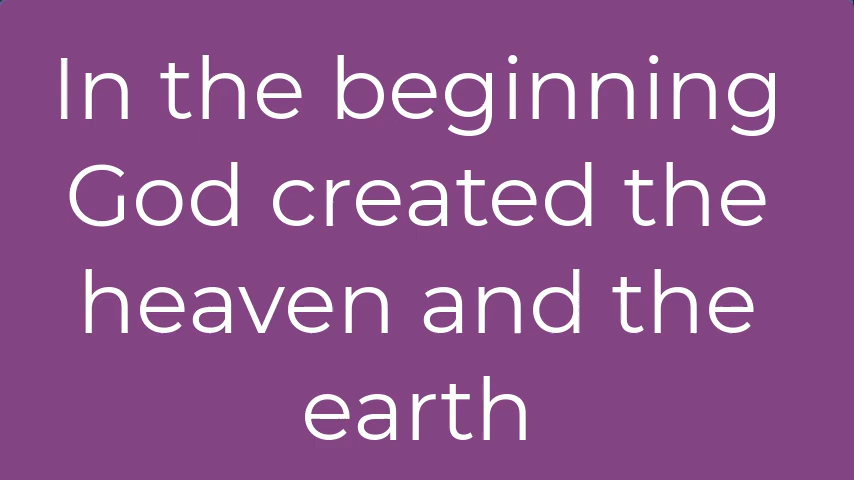 In the beginning
God created the
heaven and the
earth